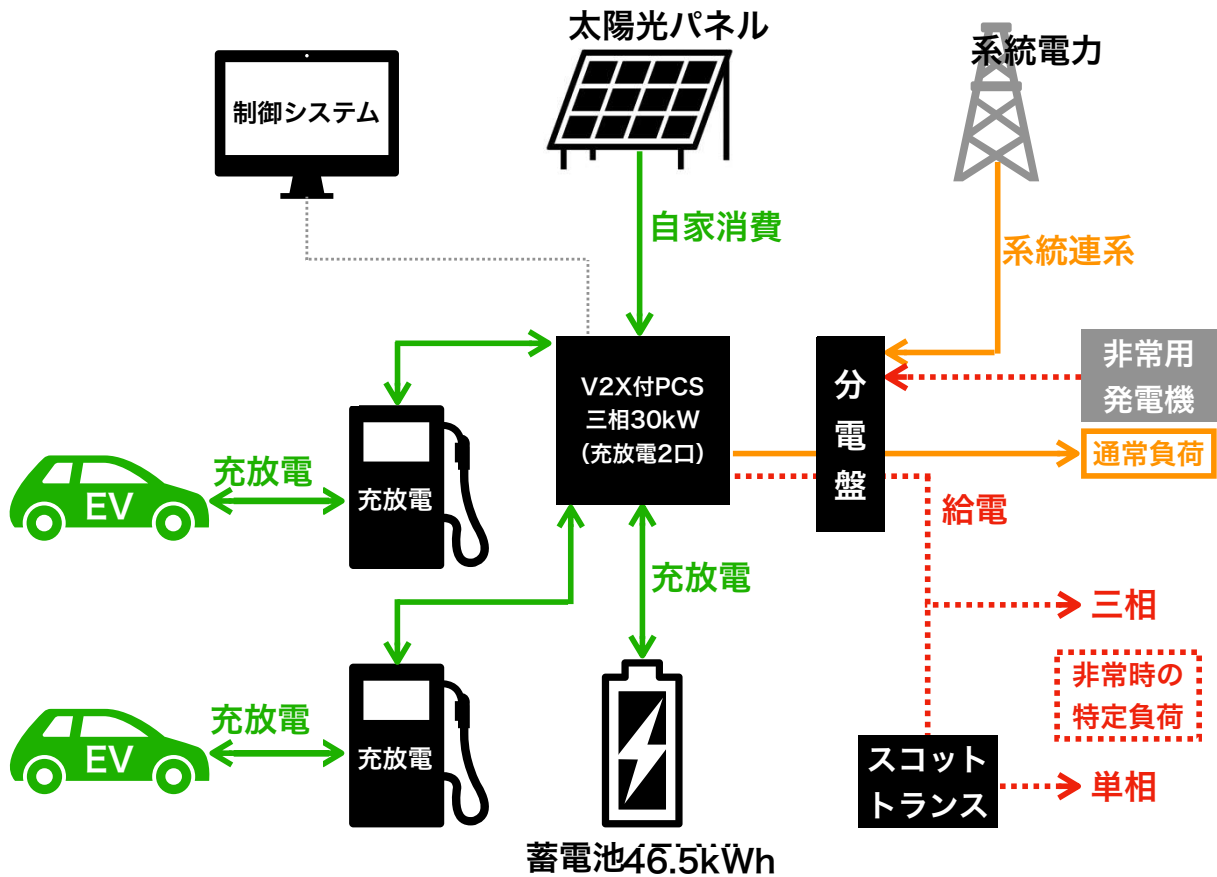 太陽光パネル
系統電力
制御システム
自家消費
系統連系
V2X付PCS
三相30kW
(充放電2口)
分電盤
非常用
発電機
通常負荷
充放電
EV
充放電
給電
充放電
三相
非常時の
特定負荷
充放電
EV
充放電
スコット
トランス
単相
蓄電池46.5kWh